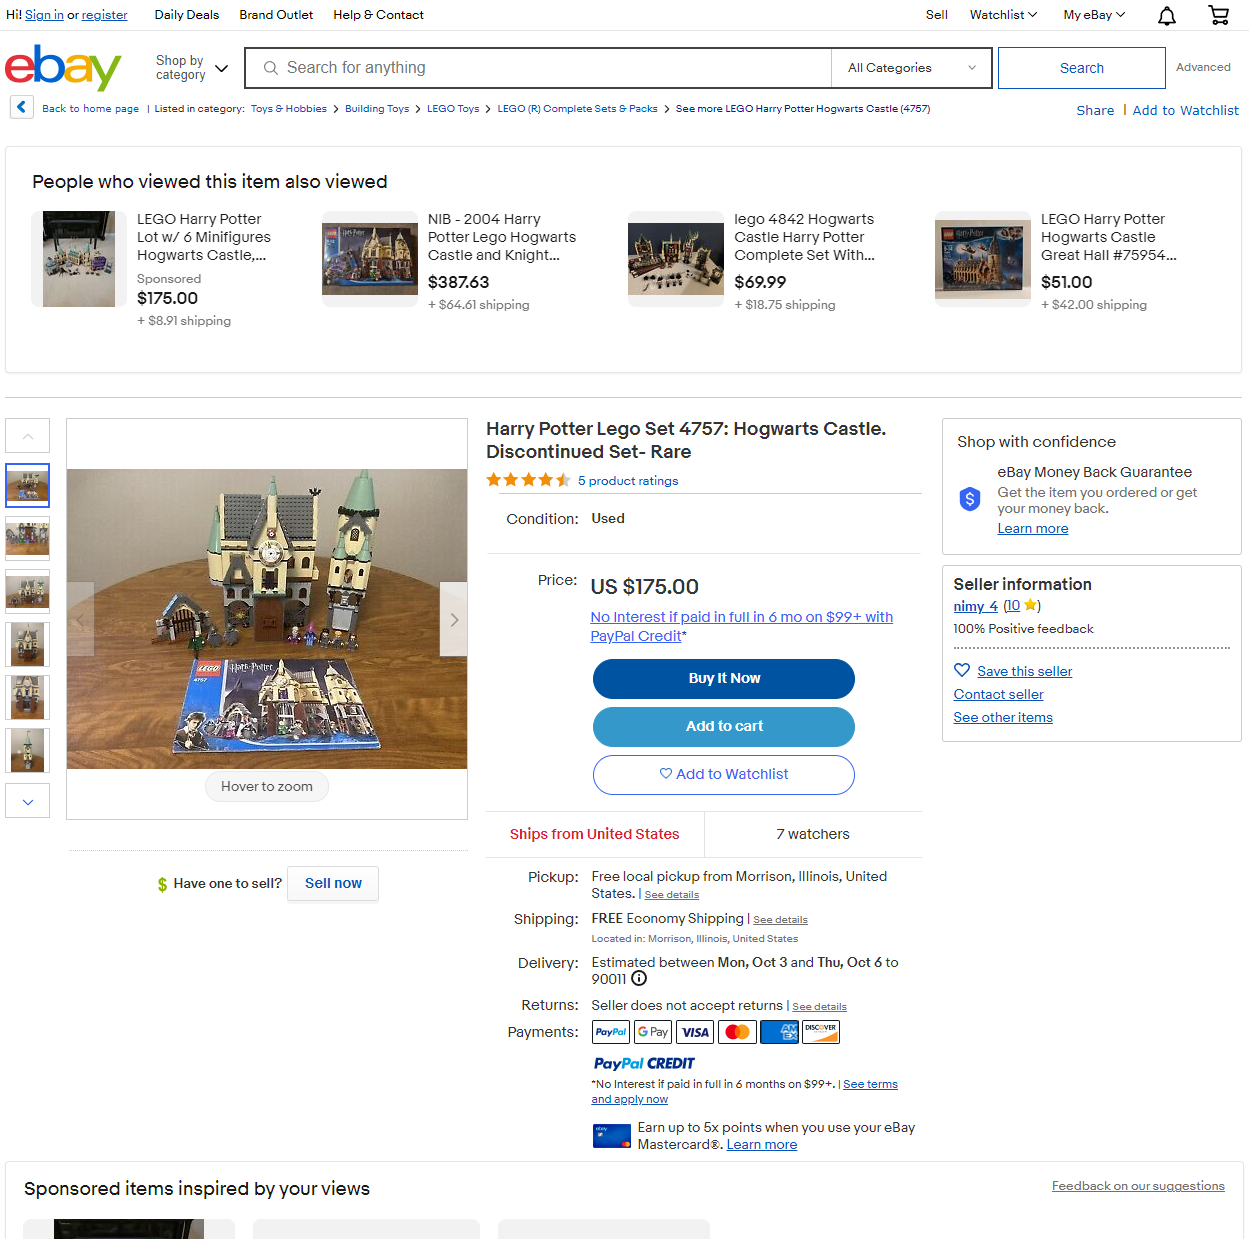 Hi! Sign in or register Daily Deals Brand Outlet Help & Contact Sell Watchlist My eBay
ebay Shop by category Search for anything All Categories Search Advanced
Back to home page | Listed in category: Toys & Hobbies Building Toys LEGO Toys LEGO (R) Complete Sets & Packs See more LEGO Harry Potter Hogwarts Castle (4757)
Share | Add to Watchlist
People who viewed this item also viewed
LEGO Harry Potter
Lot w/ 6 Minifigures
Hogwarts Castle,...
Sponsored
$175.00
+ $8.91 shipping
NIB - 2004 Harry
Potter Lego Hogwarts
Castle and Knight...
$387.63
+ $64.61 shipping
lego 4842 Hogwarts
Castle Harry Potter
Complete Set With...
$69.99
+ $18.75 shipping
LEGO Harry Potter
Hogwarts Castle
Great Hall #75954...
$51.00
+ $42.00 shipping
LEGO
4757
Harry Potter
Hover to zoom
$ Have one to sell? Sell now
Harry Potter Lego Set 4757: Hogwarts Castle.
Discontinued Set- Rare
5 product ratings
Condition: Used
Price: US $175.00
No Interest if paid in full in 6 mo on $99+ with
PayPal Credit*
Buy It Now
Add to cart
Add to Watchlist
Ships from United States 7 watchers
Pickup: Free local pickup from Morrison, Illinois, United
States. | See details
Shipping: FREE Economy Shipping | See details
Located in: Morrison, Illinois, United States
Delivery: Estimated between Mon, Oct 3 and Thu, Oct 6 to
90011
Returns: Seller does not accept returns | See details
Payments: PayPal G Pay VISA AMEX DISCOVER
PayPal CREDIT
*No Interest if paid in full in 6 months on $99+. | See terms
and apply now
Earn up to 5x points when you use your eBay
Mastercard®. Learn more
Shop with confidence
eBay Money Back Guarantee
$
Get the item you ordered or get
your money back.
Learn more
Seller information
nimy_4 (10)
100% Positive feedback
Save this seller
Contact seller
See other items
Sponsored items inspired by your views
Feedback on our suggestions